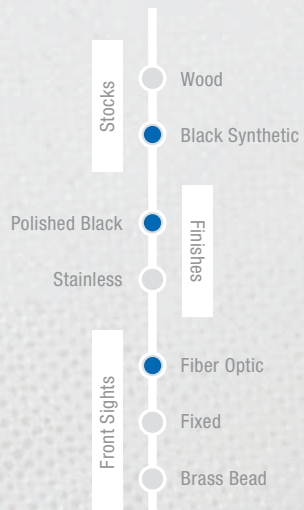 Stocks
Wood
Black Synthetic
Finishes
Polished Black
Stainless
Front Sights
Fiber Optic
Fixed
Brass Bead